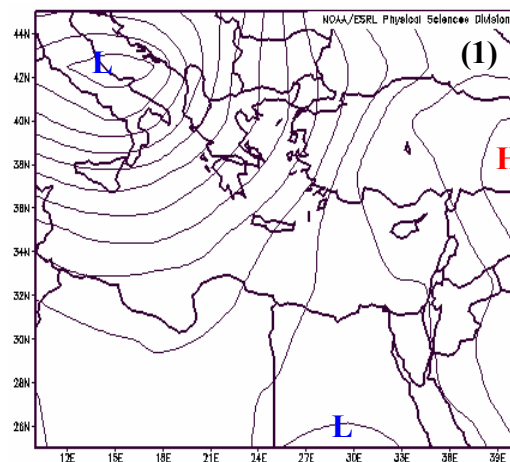 NOAA/ESRL Physical Sciences Division
(1)
44N
42N
40N
38N
36N
34N
32N
30N
28N
26N
L
H
L
12E
15E
18E
21E
24E
27E
30E
33E
36E
39E